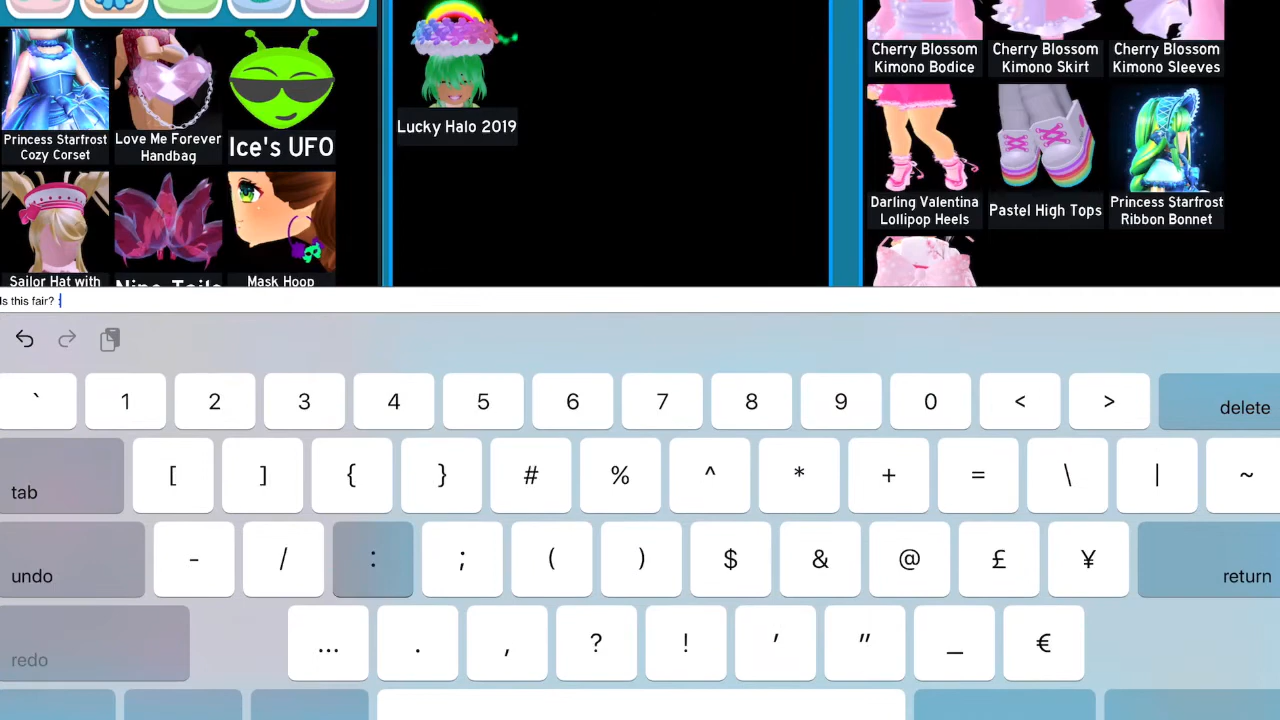 Princess Starfrost
Cozy Corset
Love Me Forever
Handbag
Ice's UFO
Sailor Hat with
Mask Hoop
Lucky Halo 2019
Cherry Blossom
Kimono Bodice
Cherry Blossom
Kimono Skirt
Cherry Blossom
Kimono Sleeves
Darling Valentina
Lollipop Heels
Pastel High Tops
Princess Starfrost
Ribbon Bonnet
Is this fair? :
` 1 2 3 4 5 6 7 8 9 0 < > delete
tab [ ] { } # % ^ * + = \ | ~
undo - / : ; ( ) $ & @ £ ¥ return
redo … . , ? ! ' " _ €